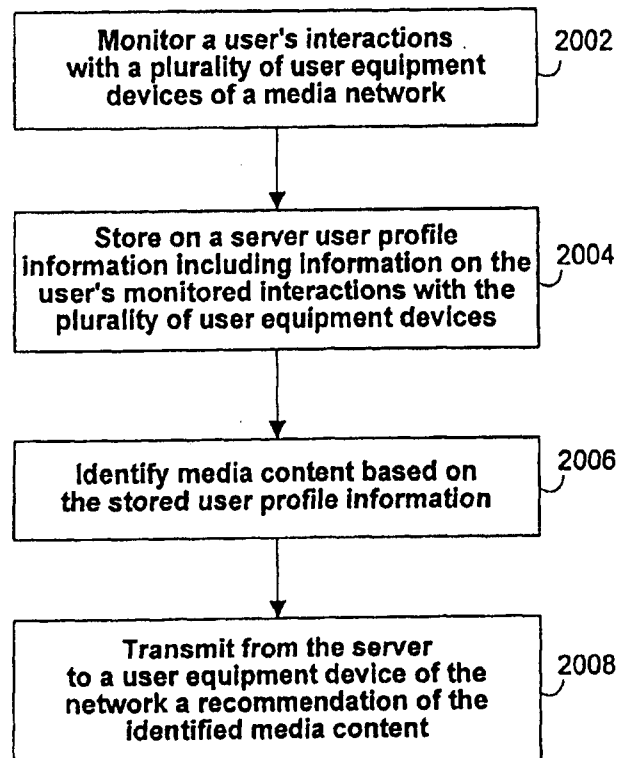 Monitor a user's interactions
with a plurality of user equipment
devices of a media network
2002
Store on a server user profile
information including information on the
user's monitored interactions with the
plurality of user equipment devices
2004
Identify media content based on
the stored user profile information
2006
Transmit from the server
to a user equipment device of the
network a recommendation of the
identified media content
2008